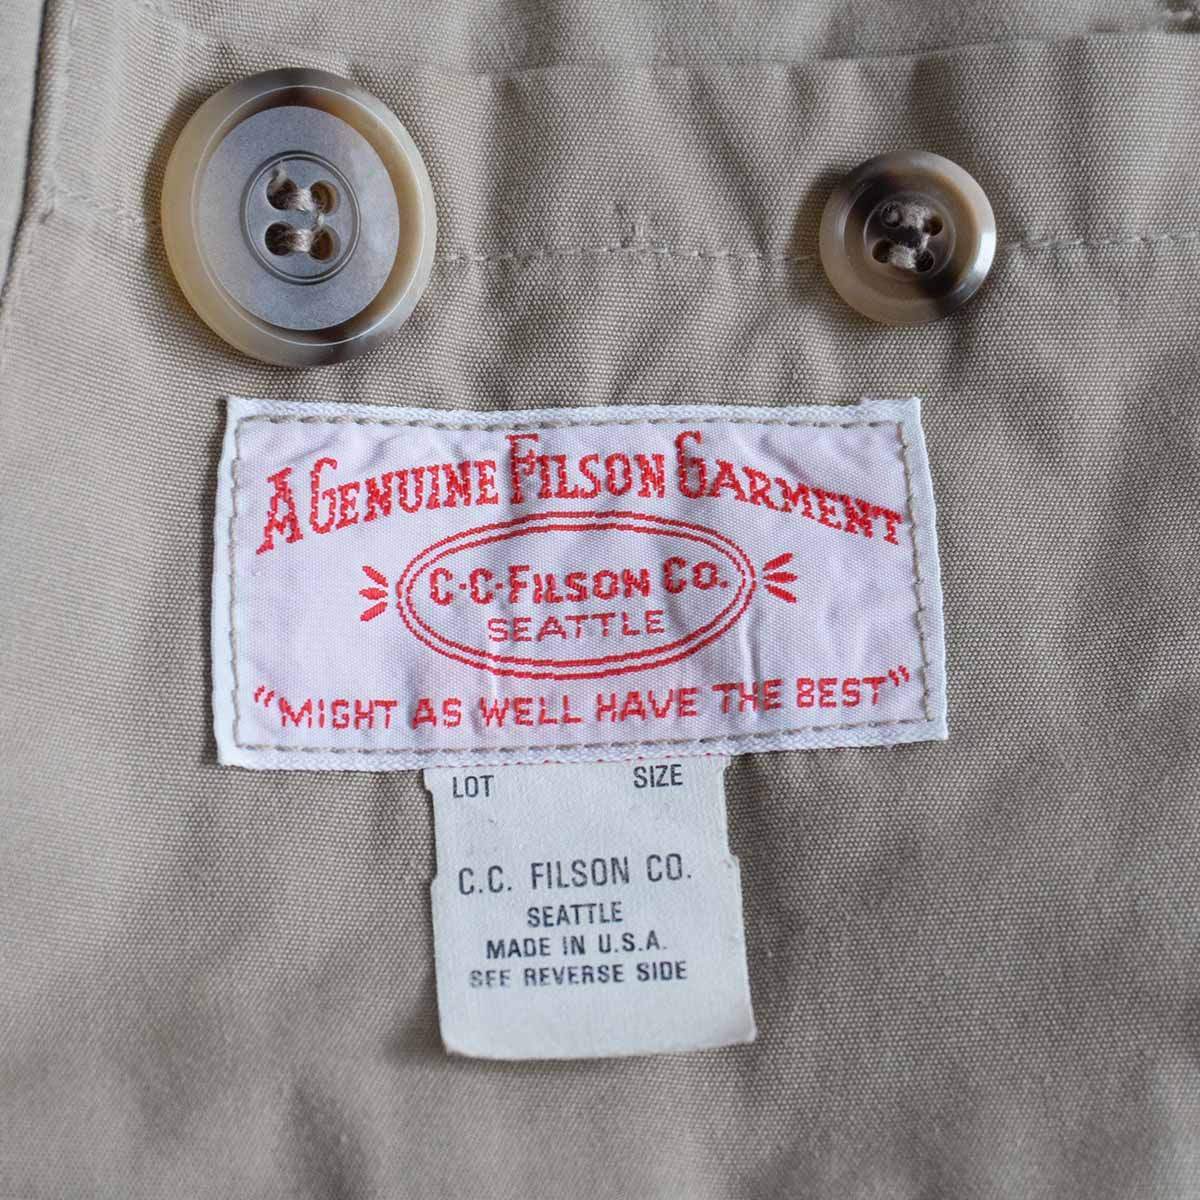 A GENUINE FILSON GARMENT
C·C·FILSON CO.
SEATTLE
"MIGHT AS WELL HAVE THE BEST"
LOT SIZE
C.C. FILSON CO.
SEATTLE
MADE IN U.S.A.
SEE REVERSE SIDE